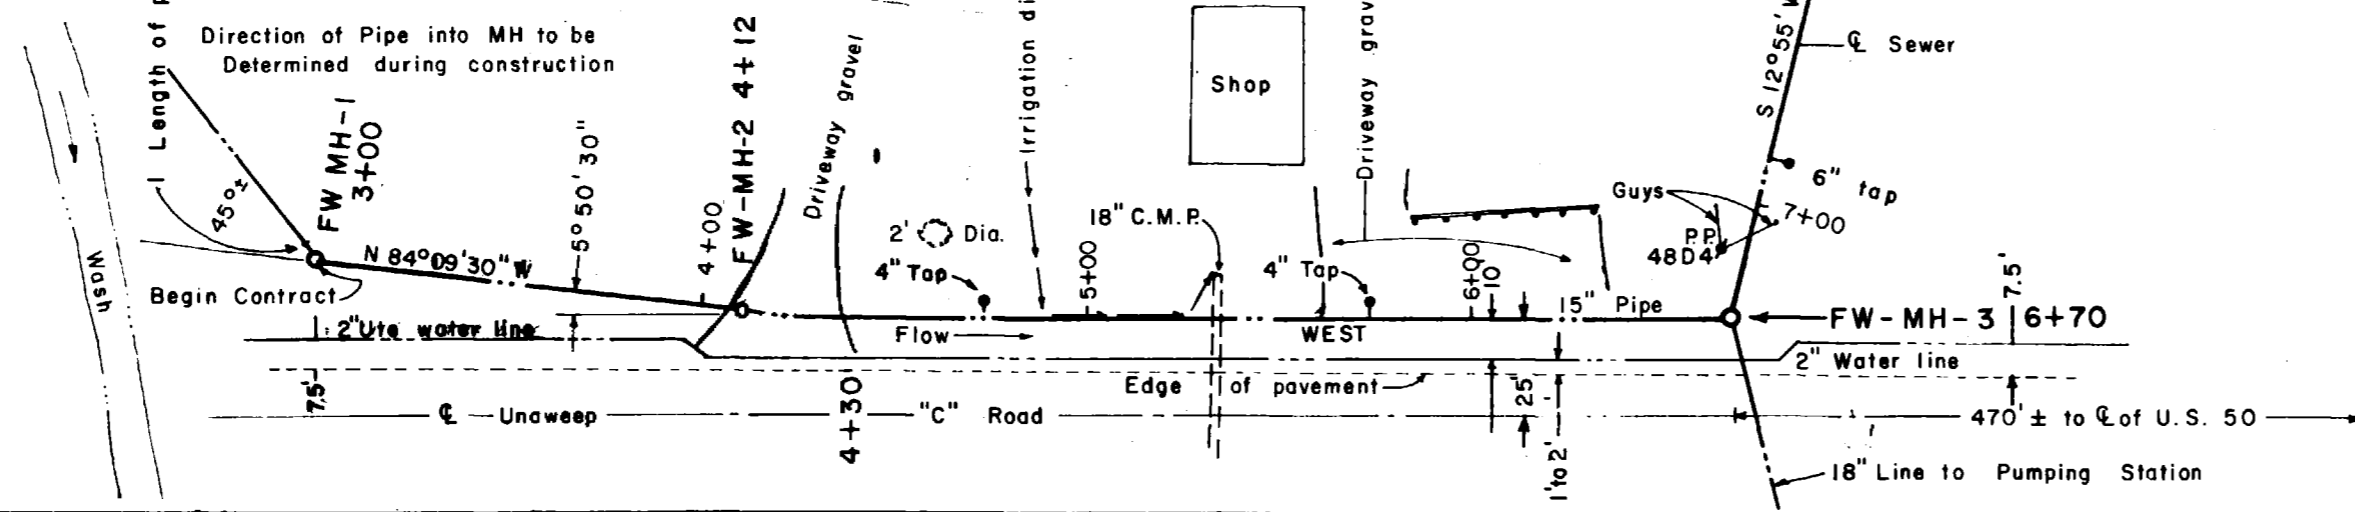 1 Length of
Direction of Pipe into MH to be
Determined during construction
FW MH-1
3+00
45°±
5°50'30"
4+00
FW-MH-2 4+12
Driveway gravel
Irrigation
Shop
Driveway
S 12°55'
℄ Sewer
6" tap
7+00
Guys
P.P.
48D4
Wash
N 84°09'30" W
Begin Contract
2" Ute water line
2' Dia.
4" Tap
5+00
18" C.M.P.
4" Tap
6+00
10'
15" Pipe
7.5'
Flow
WEST
FW-MH-3 6+70
2" Water line
Edge of pavement
7.5'
℄ Unaweep "C" Road
4+30
25'
1' to 2'
470' ± to ℄ of U.S. 50
18" Line to Pumping Station